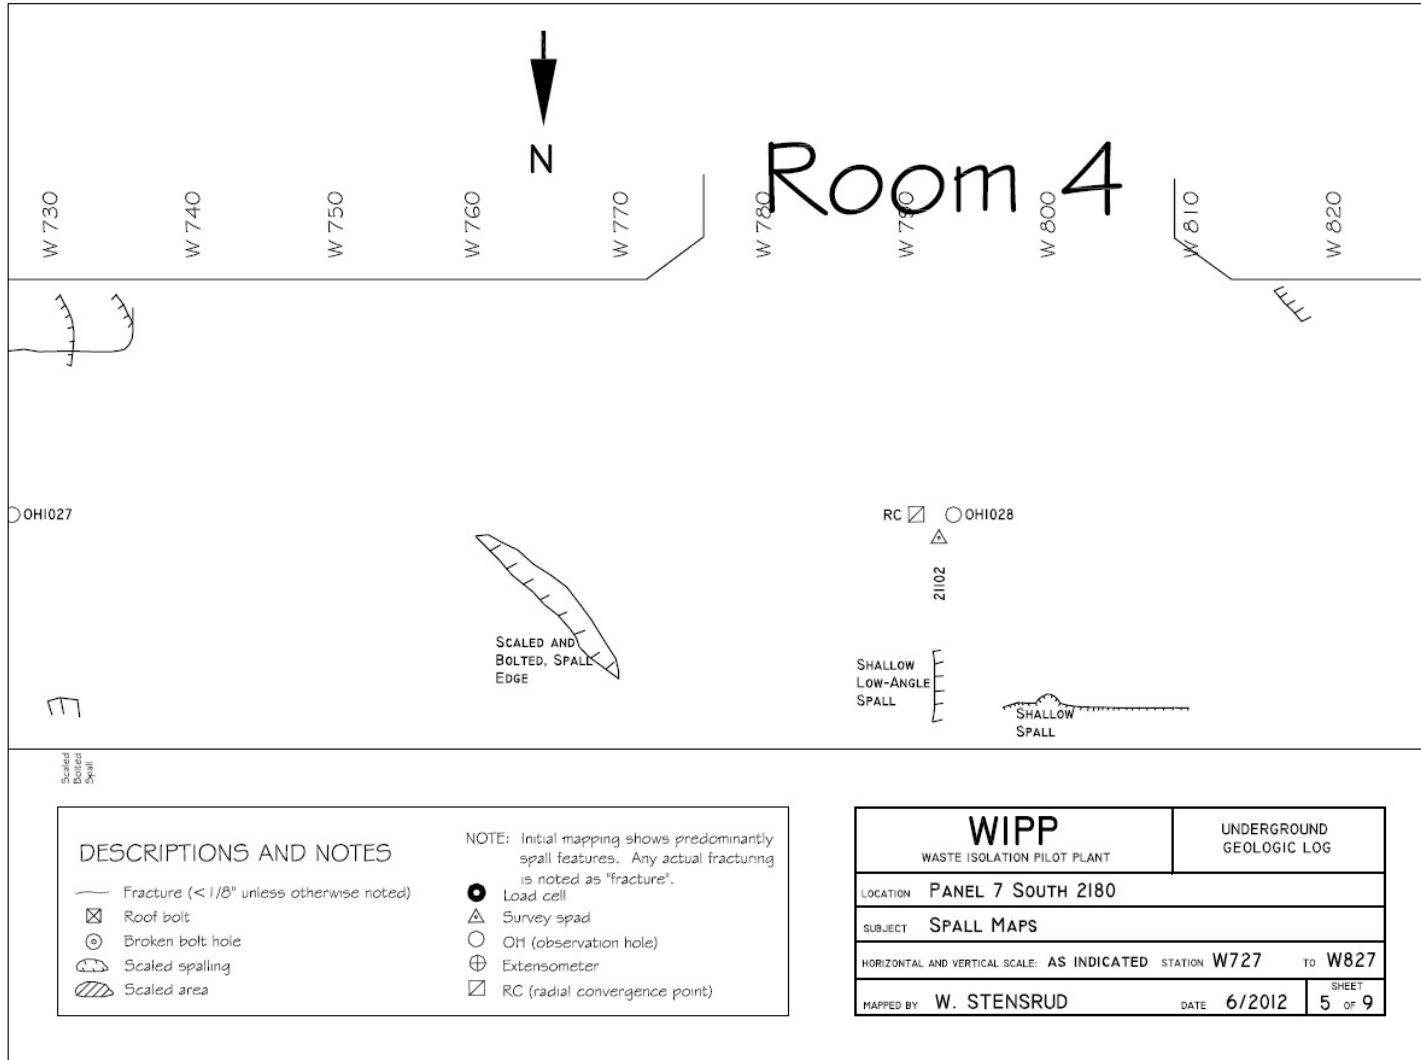 N
Room 4
W 730
W 740
W 750
W 760
W 770
W 780
W 790
W 800
W 810
W 820
OH1027
RC
OH1028
21102
SCALED AND
BOLTED, SPALL
EDGE
SHALLOW
LOW-ANGLE
SPALL
SHALLOW
SPALL
Scaled
Bolted
Spall
DESCRIPTIONS AND NOTES
Fracture (<1/8" unless otherwise noted)
Roof bolt
Broken bolt hole
Scaled spalling
Scaled area
NOTE: Initial mapping shows predominantly
spall features. Any actual fracturing
is noted as "fracture".
Load cell
Survey spad
OH (observation hole)
Extensometer
RC (radial convergence point)
WIPP
WASTE ISOLATION PILOT PLANT
UNDERGROUND
GEOLOGIC LOG
LOCATION PANEL 7 SOUTH 2180
SUBJECT SPALL MAPS
HORIZONTAL AND VERTICAL SCALE: AS INDICATED STATION W727 TO W827
MAPPED BY W. STENSRUD DATE 6/2012
SHEET
5 OF 9